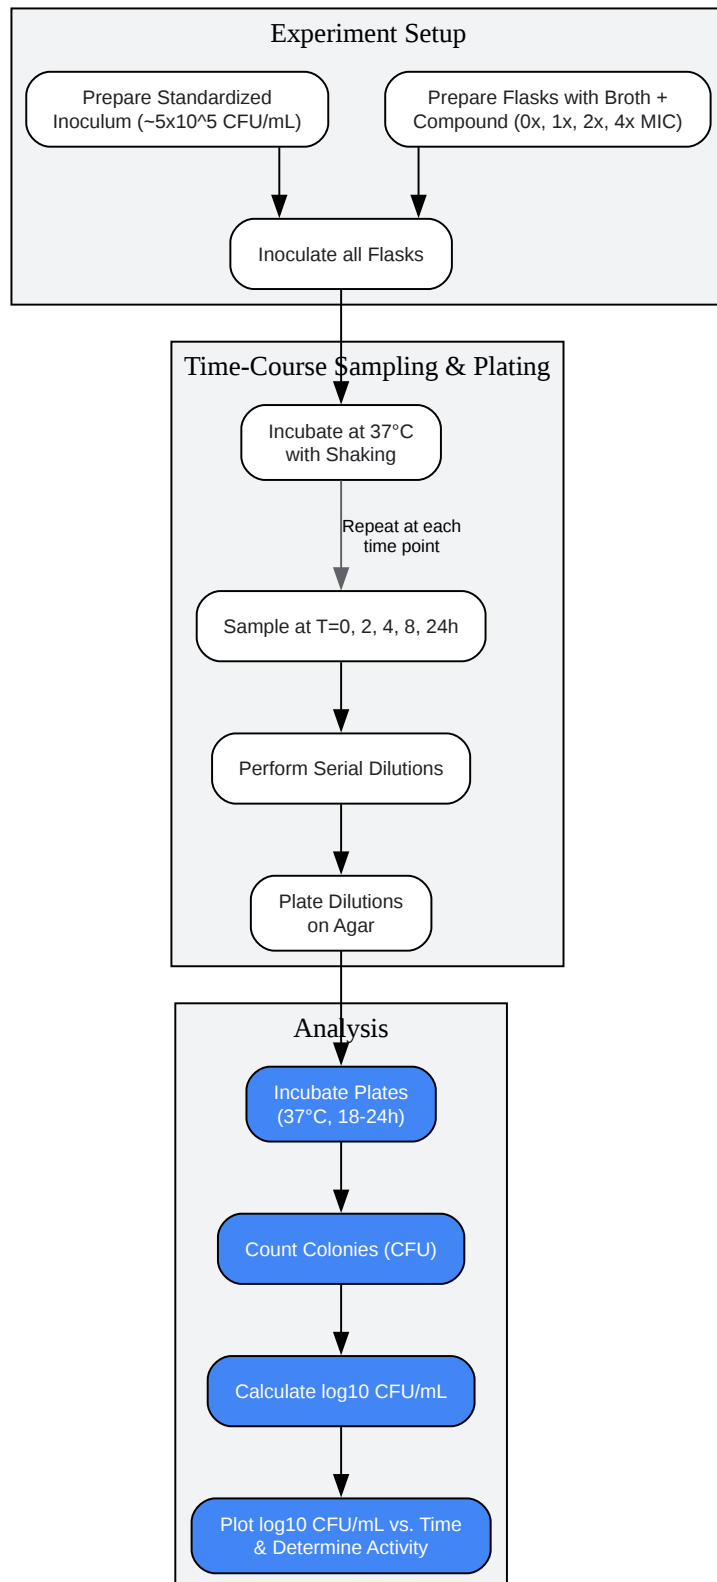 Experiment Setup
Prepare Standardized
Inoculum (~5x10^5 CFU/mL)
Prepare Flasks with Broth +
Compound (0x, 1x, 2x, 4x MIC)
Inoculate all Flasks
Time-Course Sampling & Plating
Incubate at 37°C
with Shaking
Repeat at each
time point
Sample at T=0, 2, 4, 8, 24h
Perform Serial Dilutions
Plate Dilutions
on Agar
Analysis
Incubate Plates
(37°C, 18-24h)
Count Colonies (CFU)
Calculate log10 CFU/mL
Plot log10 CFU/mL vs. Time
& Determine Activity